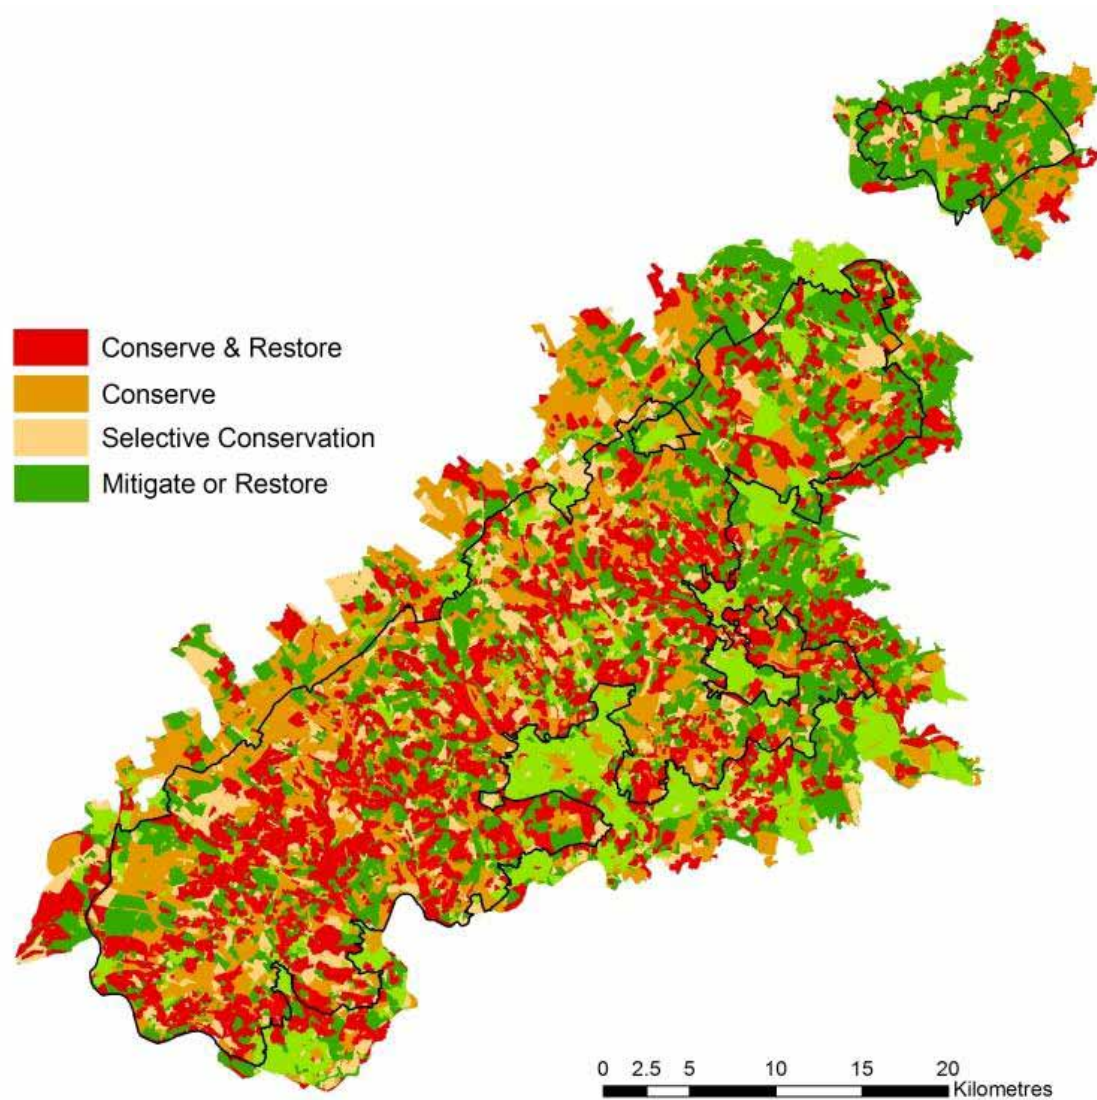 Conserve & Restore
Conserve
Selective Conservation
Mitigate or Restore
0 2.5 5 10 15 20
Kilometres